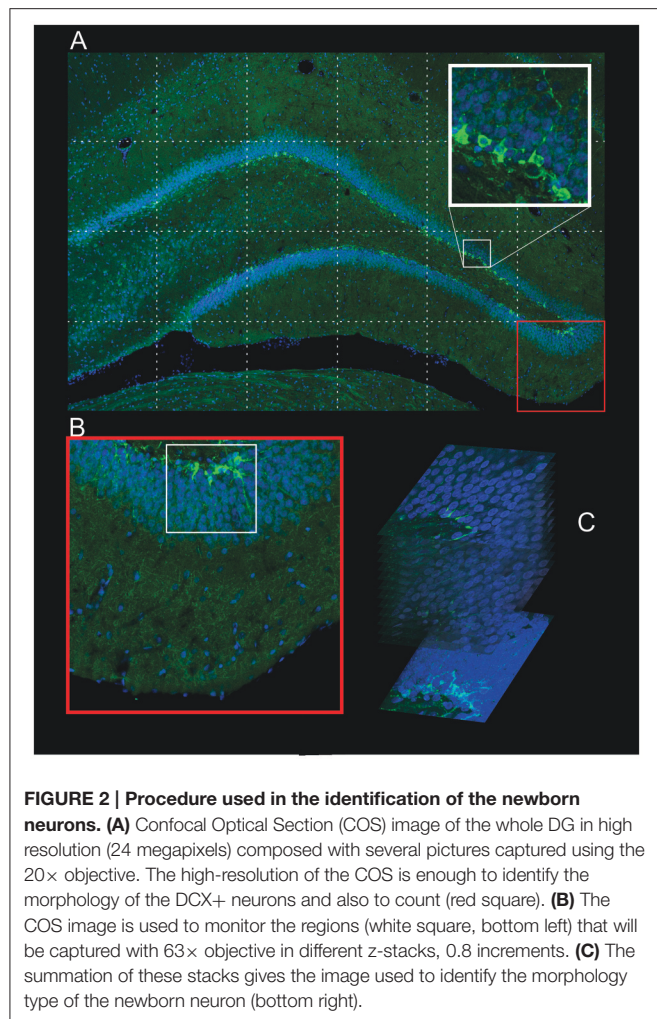 A
B
C
FIGURE 2 | Procedure used in the identification of the newborn
neurons. (A) Confocal Optical Section (COS) image of the whole DG in high
resolution (24 megapixels) composed with several pictures captured using the
20× objective. The high-resolution of the COS is enough to identify the
morphology of the DCX+ neurons and also to count (red square). (B) The
COS image is used to monitor the regions (white square, bottom left) that will
be captured with 63× objective in different z-stacks, 0.8 increments. (C) The
summation of these stacks gives the image used to identify the morphology
type of the newborn neuron (bottom right).